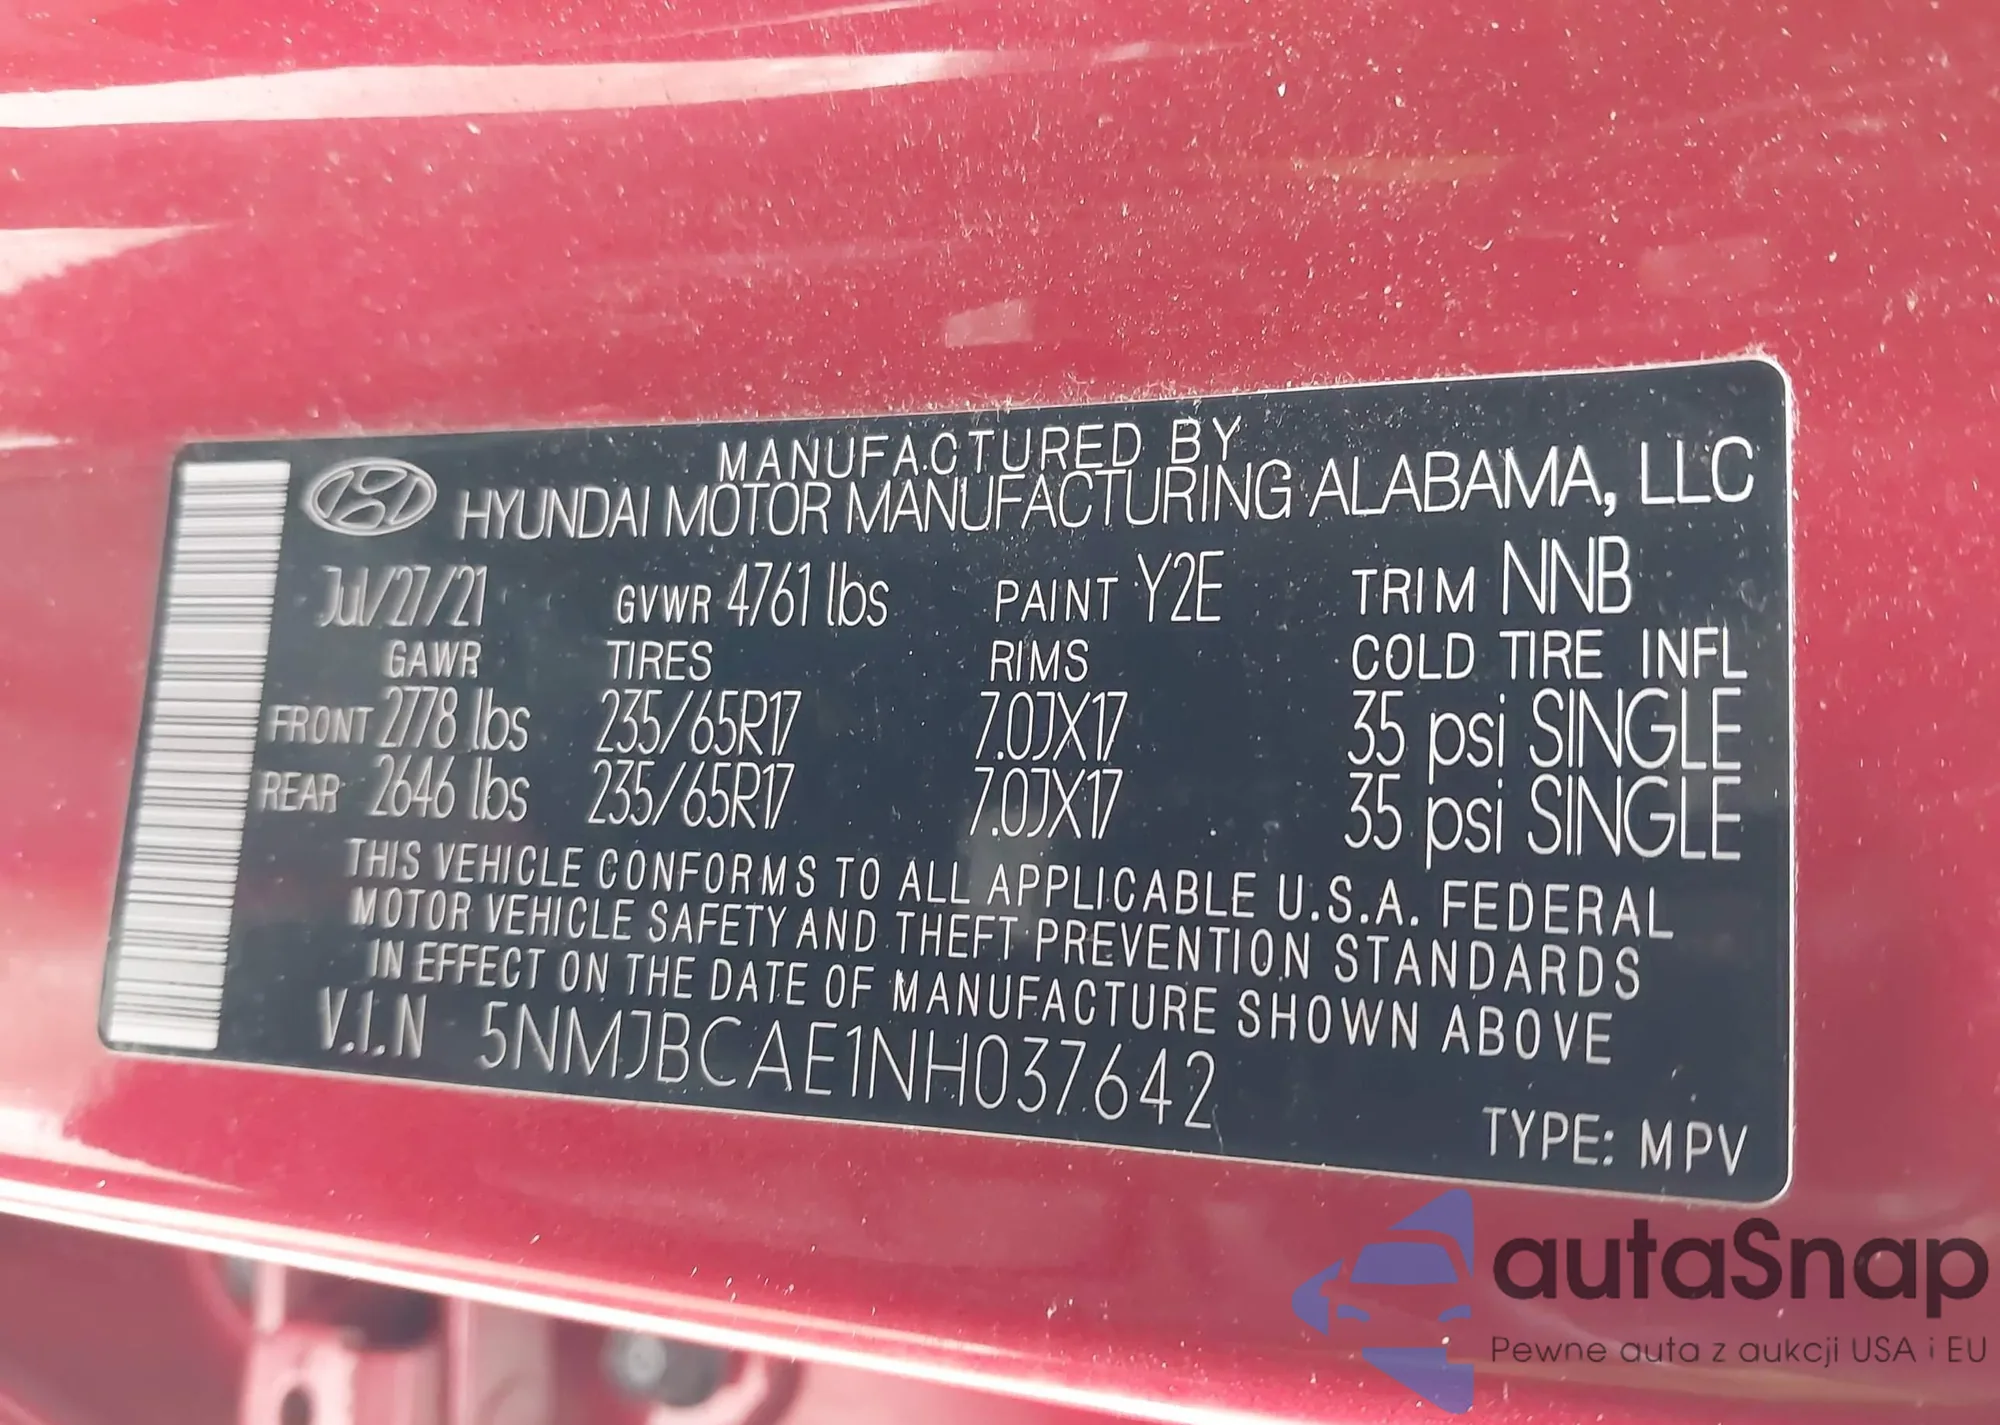 MANUFACTURED BY
HYUNDAI MOTOR MANUFACTURING ALABAMA, LLC
Jul/27/21 GVWR 4761 lbs PAINT Y2E TRIM NNB
GAWR TIRES RIMS COLD TIRE INFL
FRONT 2778 lbs 235/65R17 7.0JX17 35 psi SINGLE
REAR 2646 lbs 235/65R17 7.0JX17 35 psi SINGLE
THIS VEHICLE CONFORMS TO ALL APPLICABLE U.S.A. FEDERAL
MOTOR VEHICLE SAFETY AND THEFT PREVENTION STANDARDS
IN EFFECT ON THE DATE OF MANUFACTURE SHOWN ABOVE
V.I.N 5NMJBCAE1NH037642
TYPE: MPV
autaSnap
Pewne auta z aukcji USA i EU